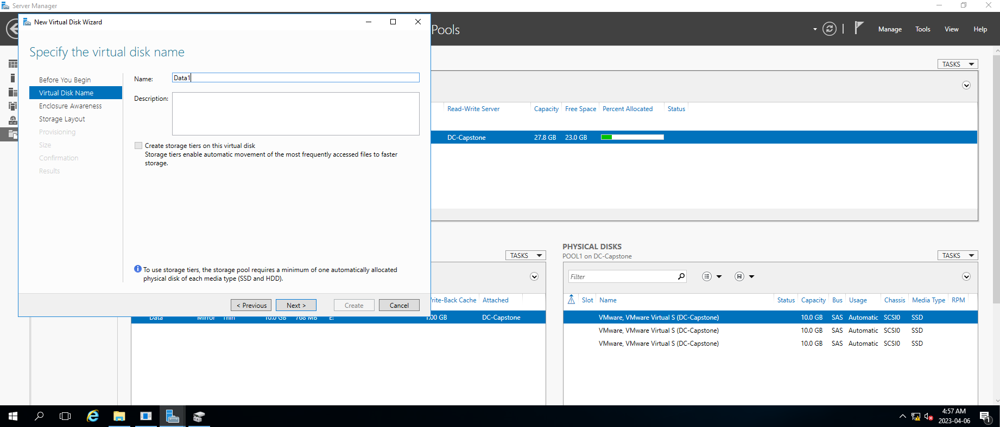 Server Manager
New Virtual Disk Wizard
Pools
Manage
Tools
View
Help
Specify the virtual disk name
Before You Begin
Virtual Disk Name
Enclosure Awareness
Storage Layout
Provisioning
Size
Confirmation
Results
Name:
Data1
Description:
Create storage tiers on this virtual disk
Storage tiers enable automatic movement of the most frequently accessed files to faster
storage.
To use storage tiers, the storage pool requires a minimum of one automatically allocated
physical disk of each media type (SSD and HDD).
< Previous
Next >
Create
Cancel
TASKS
Read-Write Server Capacity Free Space Percent Allocated Status
DC-Capstone 27.8 GB 23.0 GB
TASKS
Write-Back Cache Attached
Data Mirror Thin 10.0 GB 768 MB E: 1.00 GB DC-Capstone
PHYSICAL DISKS
POOL1 on DC-Capstone
TASKS
Filter
Slot Name Status Capacity Bus Usage Chassis Media Type RPM
VMware, VMware Virtual S (DC-Capstone) 10.0 GB SAS Automatic SCSI0 SSD
VMware, VMware Virtual S (DC-Capstone) 10.0 GB SAS Automatic SCSI0 SSD
VMware, VMware Virtual S (DC-Capstone) 10.0 GB SAS Automatic SCSI0 SSD
4:57 AM
2023-04-06
1